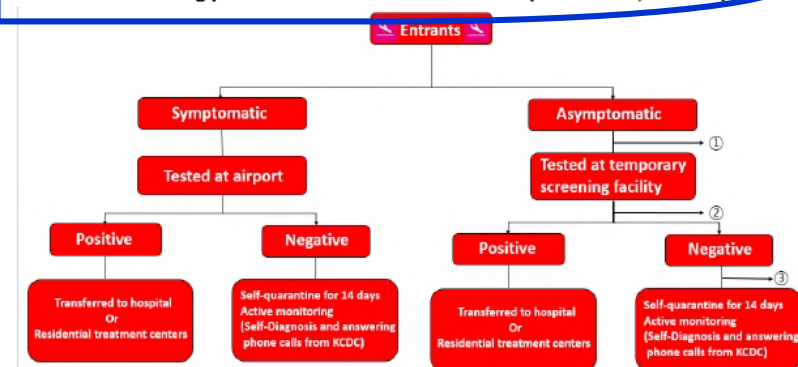 Entrants
Symptomatic
Asymptomatic
①
Tested at airport
Tested at temporary
screening facility
②
Positive
Negative
Positive
Negative
③
Transferred to hospital
Or
Residential treatment centers
Self-quarantine for 14 days
Active monitoring
(Self-Diagnosis and answering
phone calls from KCDC)
Transferred to hospital
Or
Residential treatment centers
Self-quarantine for 14 days
Active monitoring
(Self-Diagnosis and answering
phone calls from KCDC)